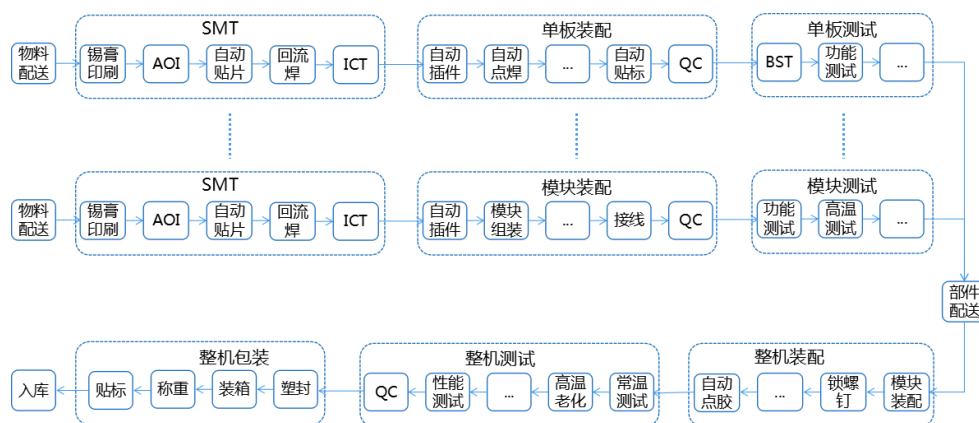 SMT
单板装配
单板测试
物料
配送
锡膏
印刷
AOI
自动
贴片
回流
焊
ICT
自动
插件
自动
点焊
...
自动
贴标
QC
BST
功能
测试
...
SMT
模块装配
模块测试
物料
配送
锡膏
印刷
AOI
自动
贴片
回流
焊
ICT
自动
插件
模块
组装
...
接线
QC
功能
测试
高温
测试
...
部件
配送
整机包装
整机测试
整机装配
入库
贴标
称重
装箱
塑封
QC
性能
测试
...
高温
老化
常温
测试
自动
点胶
...
锁螺
钉
模块
装配